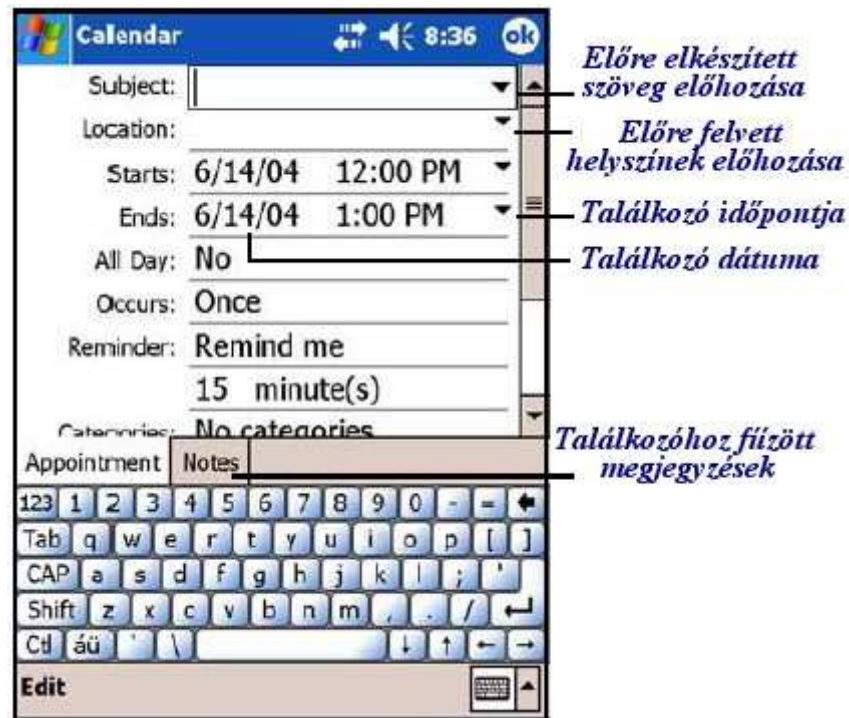 Calendar 8:36 ok
Subject:
Előre elkészített
szöveg előhozása
Location:
Előre felvett
helyszínek előhozása
Starts: 6/14/04 12:00 PM
Ends: 6/14/04 1:00 PM
Találkozó időpontja
All Day: No
Találkozó dátuma
Occurs: Once
Reminder: Remind me
15 minute(s)
Categories: No categories
Találkozóhoz fűzött
megjegyzések
Appointment Notes
123 1 2 3 4 5 6 7 8 9 0 - =
Tab q w e r t y u i o p [ ]
CAP a s d f g h j k l ; '
Shift z x c v b n m , . /
Ctl áü ` \
Edit